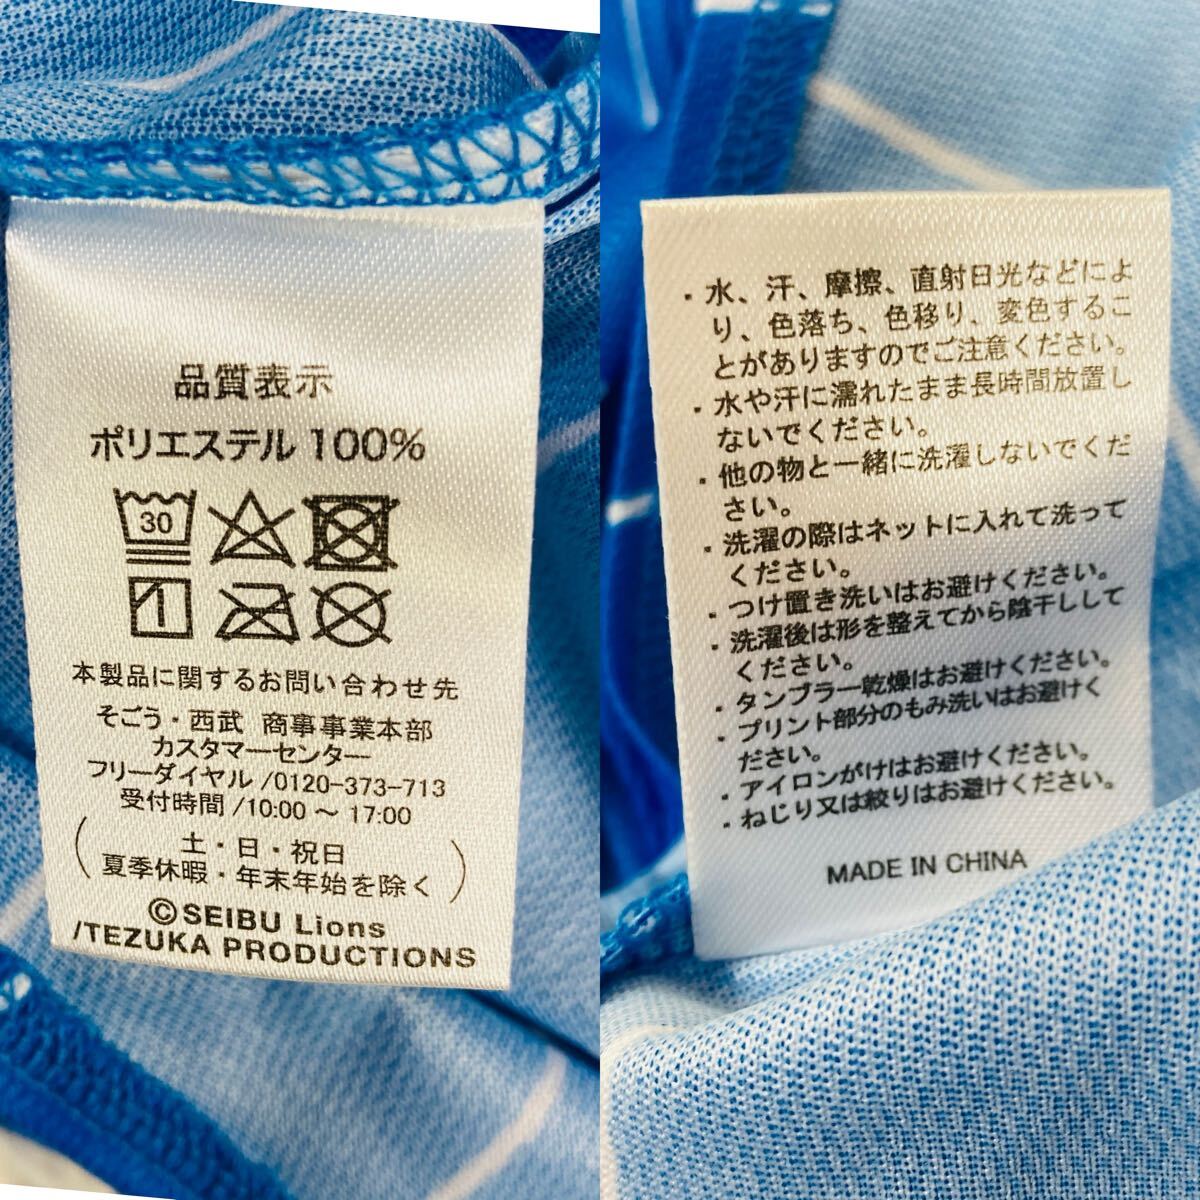 品質表示
ポリエステル 100%
30
本製品に関するお問い合わせ先
そごう・西武 商事事業本部
カスタマーセンター
フリーダイヤル/0120-373-713
受付時間/10:00 ~ 17:00
(土・日・祝日
夏季休暇・年末年始を除く)
©SEIBU Lions
/TEZUKA PRODUCTIONS
・水、汗、摩擦、直射日光などによ
り、色落ち、色移り、変色するこ
とがありますのでご注意ください。
・水や汗に濡れたまま長時間放置し
ないでください。
・他の物と一緒に洗濯しないでくだ
さい。
・洗濯の際はネットに入れて洗って
ください。
・つけ置き洗いはお避けください。
・洗濯後は形を整えてから陰干しして
ください。
・タンブラー乾燥はお避けください。
・プリント部分のもみ洗いはお避けく
ださい。
・アイロンがけはお避けください。
・ねじり又は絞りはお避けください。
MADE IN CHINA